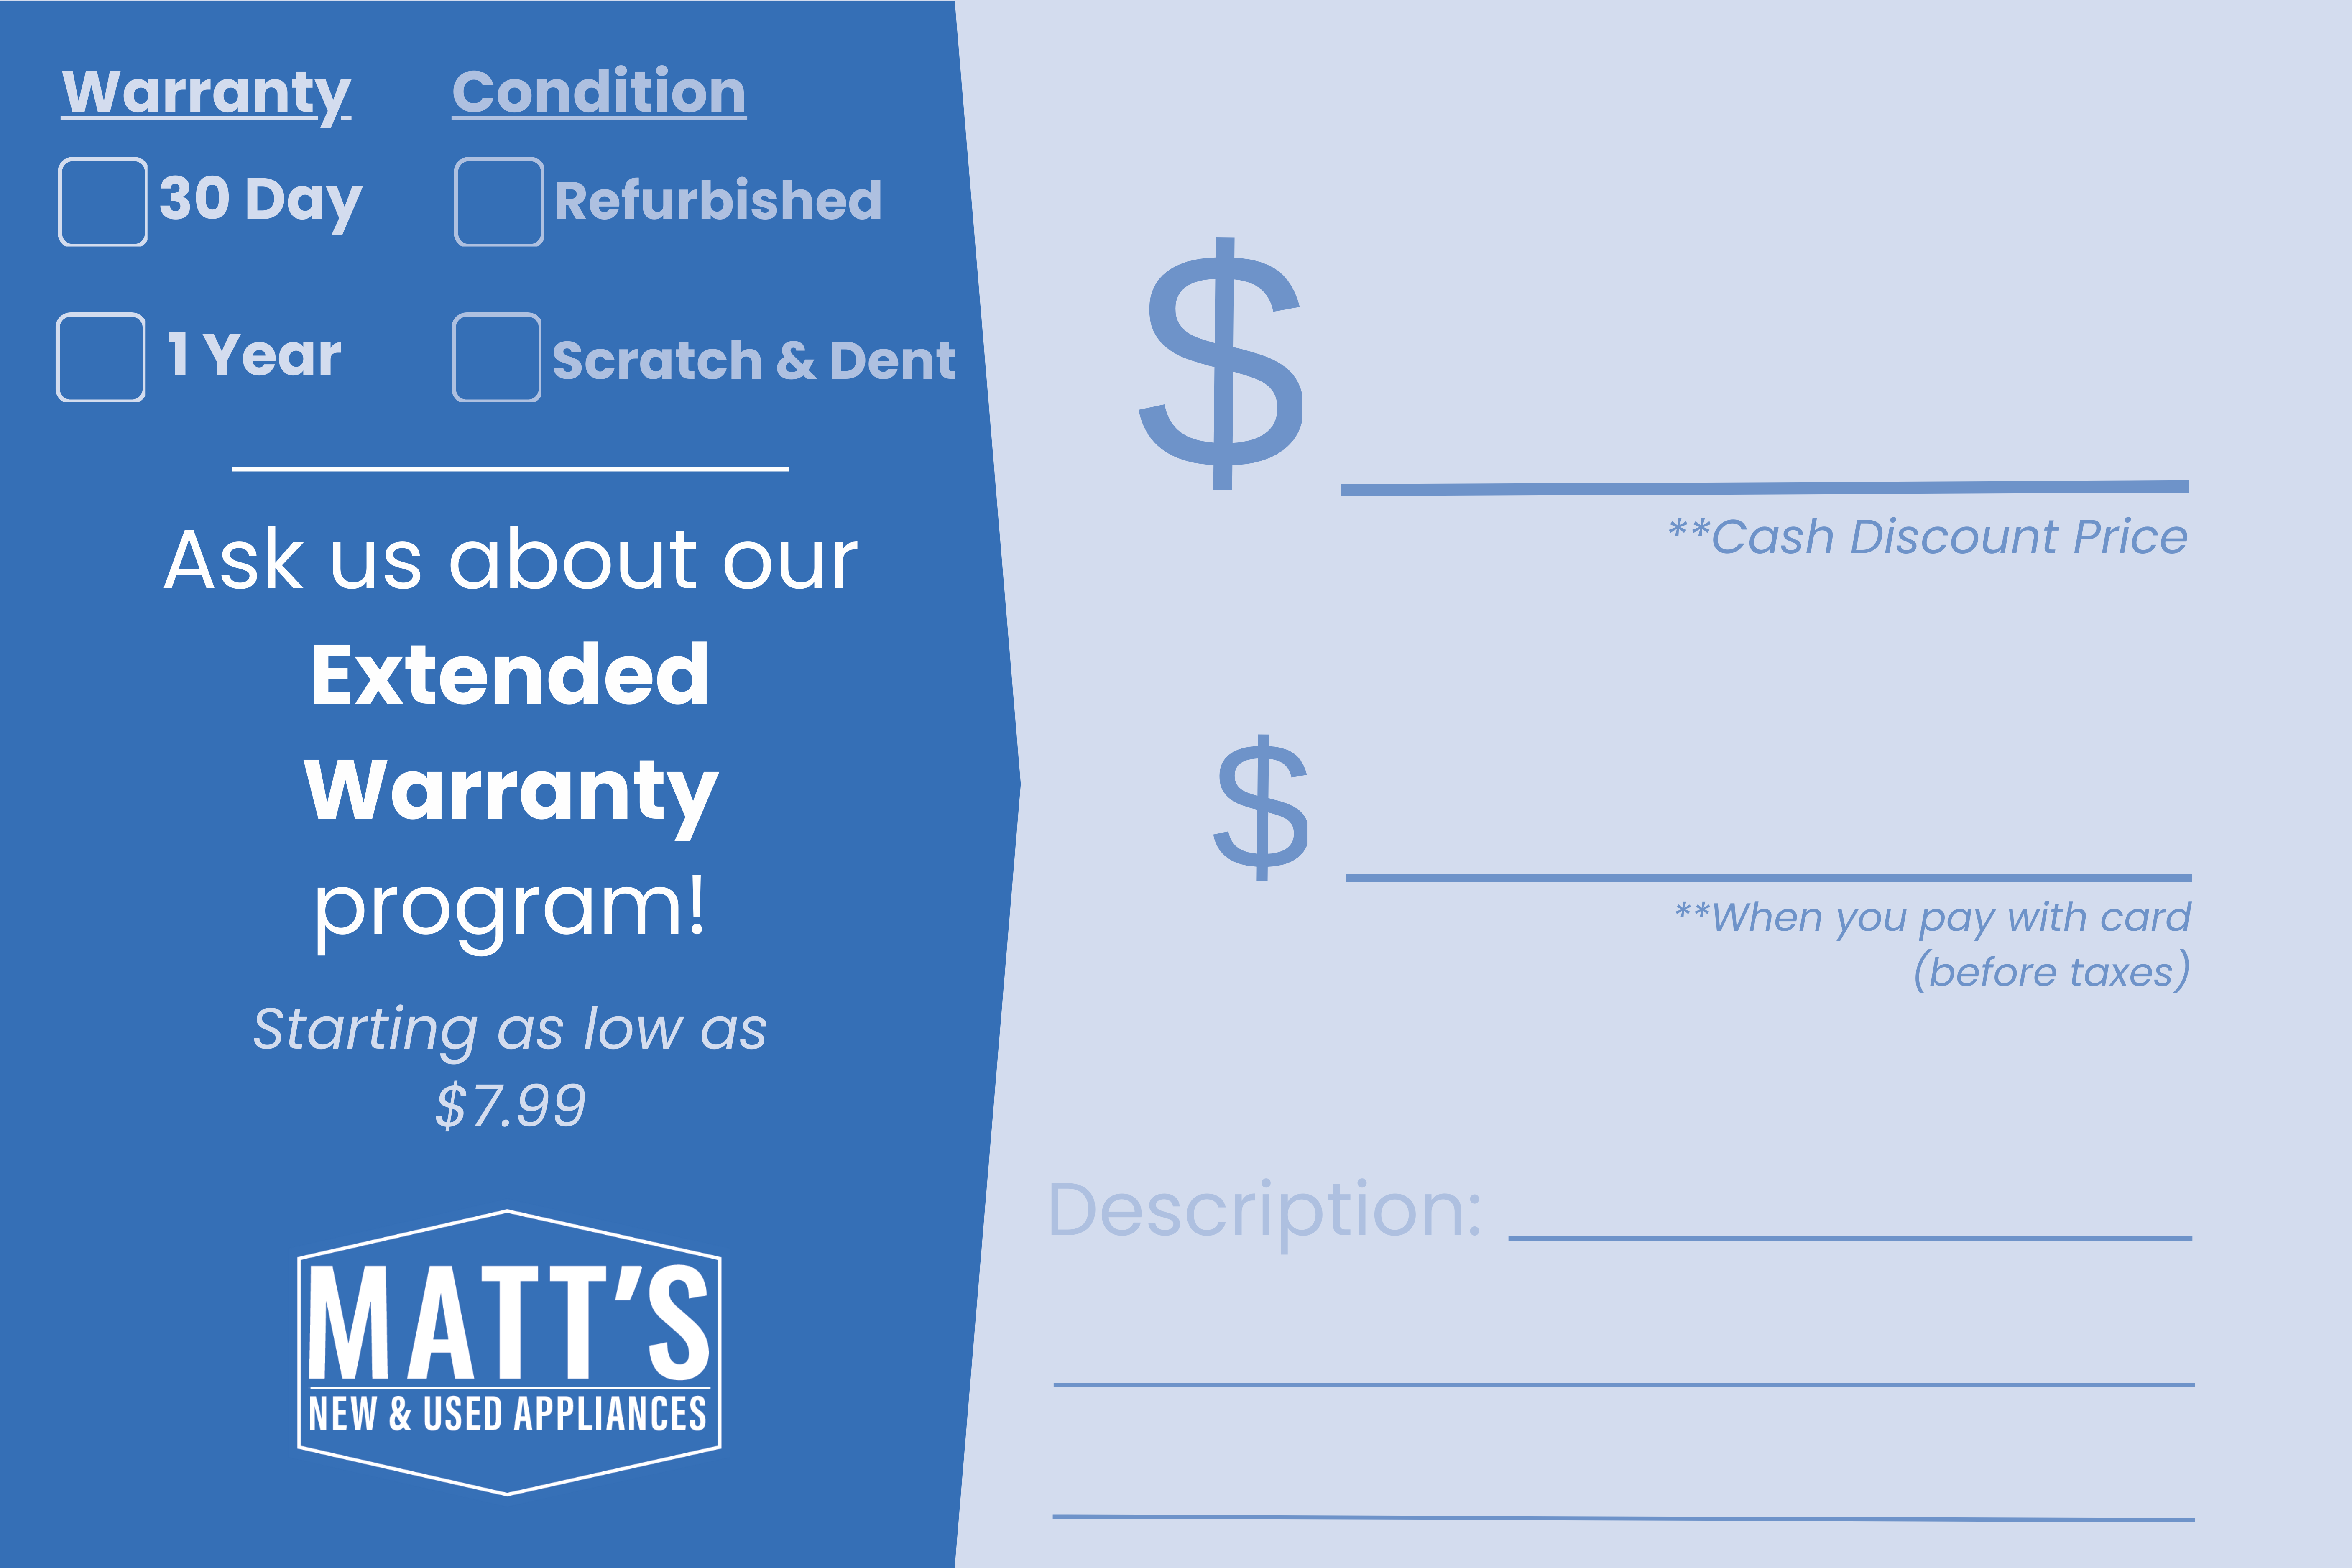 Warranty
Condition
30 Day
Refurbished
1 Year
Scratch & Dent
Ask us about our
Extended
Warranty
program!
Starting as low as
$7.99
MATT'S
NEW & USED APPLIANCES
$
**Cash Discount Price
$
**When you pay with card
(before taxes)
Description: